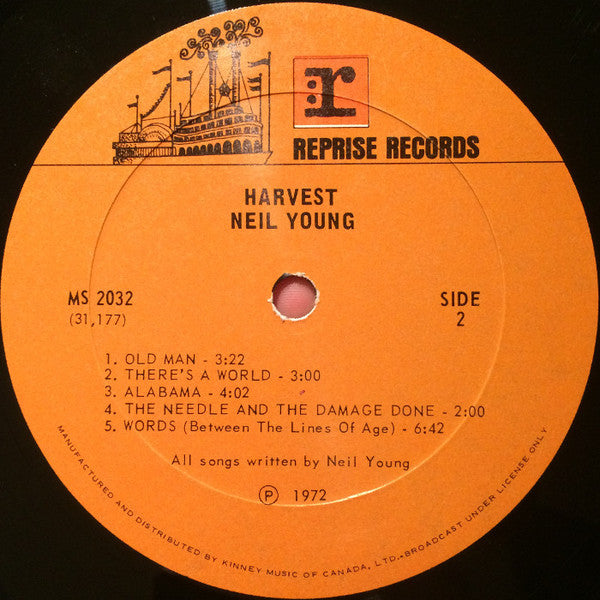 :r
REPRISE RECORDS
HARVEST
NEIL YOUNG
MS 2032
(31,177)
SIDE
2
1. OLD MAN - 3:22
2. THERE'S A WORLD - 3:00
3. ALABAMA - 4:02
4. THE NEEDLE AND THE DAMAGE DONE - 2:00
5. WORDS (Between The Lines Of Age) - 6:42
All songs written by Neil Young
Ⓟ 1972
MANUFACTURED AND DISTRIBUTED BY KINNEY MUSIC OF CANADA, LTD.•BROADCAST UNDER LICENSE ONLY